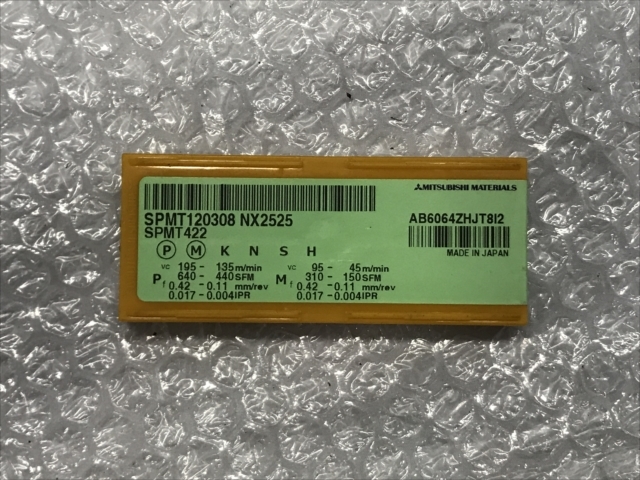 MITSUBISHI MATERIALS
SPMT120308 NX2525
SPMT422
AB6064ZHJT8I2
P M K N S H
MADE IN JAPAN
vc 195 - 135m/min vc 95 - 45m/min
P 640 - 440SFM M 310 - 150SFM
f 0.42 - 0.11 mm/rev f 0.42 - 0.11 mm/rev
0.017 - 0.004IPR 0.017 - 0.004IPR